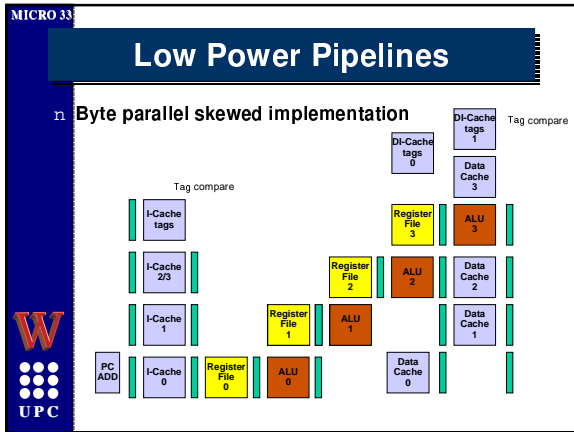 MICRO 33
Low Power Pipelines
n Byte parallel skewed implementation
DI-Cache
tags
1
Tag compare
DI-Cache
tags
0
Data
Cache
3
Tag compare
I-Cache
tags
Register
File
3
ALU
3
I-Cache
2/3
Register
File
2
ALU
2
Data
Cache
2
I-Cache
1
Register
File
1
ALU
1
Data
Cache
1
PC
ADD
I-Cache
0
Register
File
0
ALU
0
Data
Cache
0
W
UPC